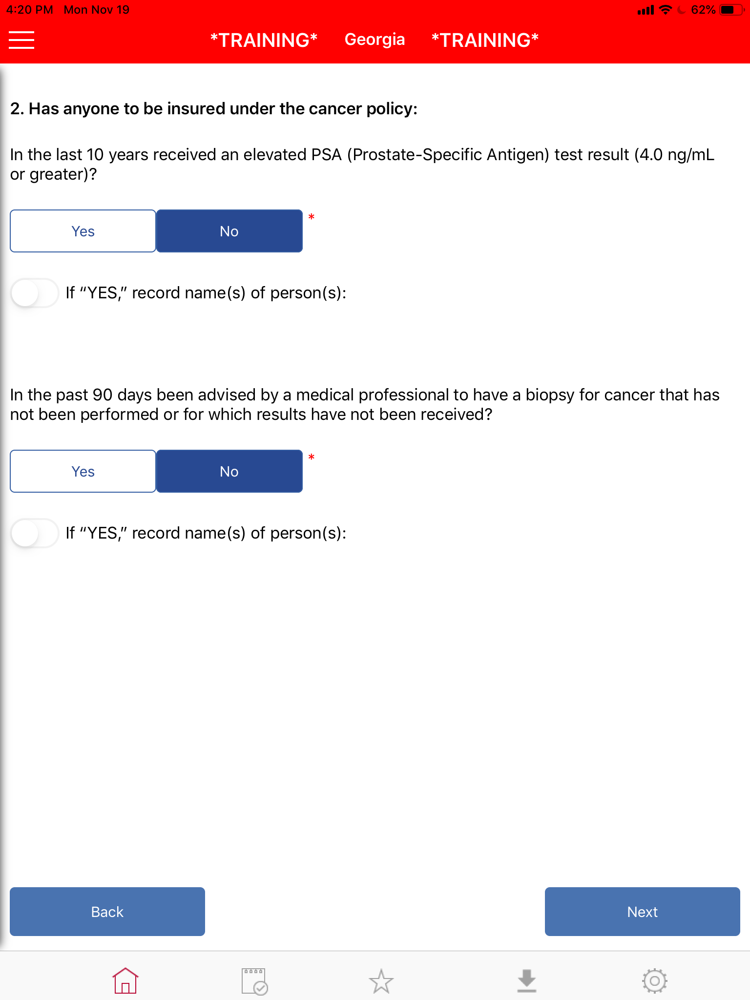 4:20 PM Mon Nov 19 62%
*TRAINING* Georgia *TRAINING*
2. Has anyone to be insured under the cancer policy:
In the last 10 years received an elevated PSA (Prostate-Specific Antigen) test result (4.0 ng/mL
or greater)?
Yes No *
If “YES,” record name(s) of person(s):
In the past 90 days been advised by a medical professional to have a biopsy for cancer that has
not been performed or for which results have not been received?
Yes No *
If “YES,” record name(s) of person(s):
Back Next